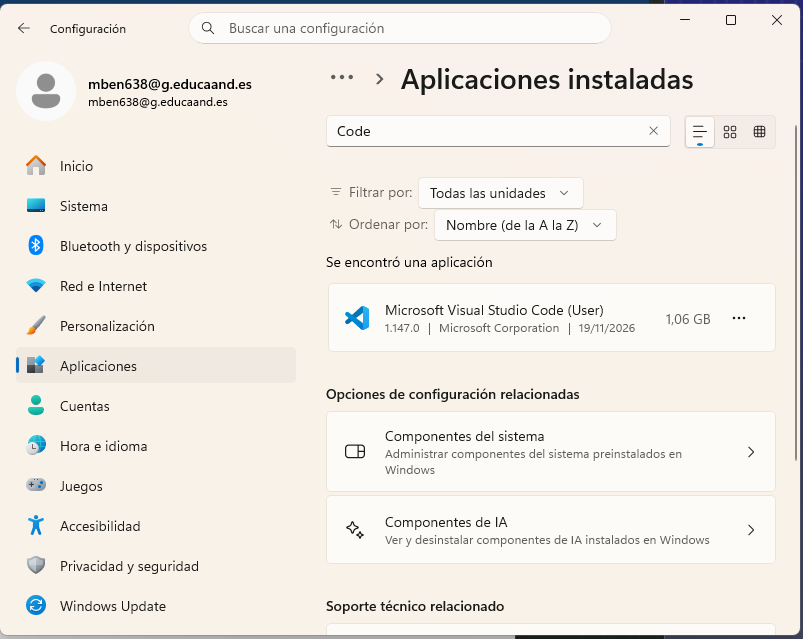 Configuración
Buscar una configuración
mben638@g.educaand.es
mben638@g.educaand.es
Inicio
Sistema
Bluetooth y dispositivos
Red e Internet
Personalización
Aplicaciones
Cuentas
Hora e idioma
Juegos
Accesibilidad
Privacidad y seguridad
Windows Update
Aplicaciones instaladas
Code
Filtrar por: Todas las unidades
Ordenar por: Nombre (de la A la Z)
Se encontró una aplicación
Microsoft Visual Studio Code (User)
1.147.0 | Microsoft Corporation | 19/11/2026
1,06 GB
Opciones de configuración relacionadas
Componentes del sistema
Administrar componentes del sistema preinstalados en
Windows
Componentes de IA
Ver y desinstalar componentes de IA instalados en Windows
Soporte técnico relacionado